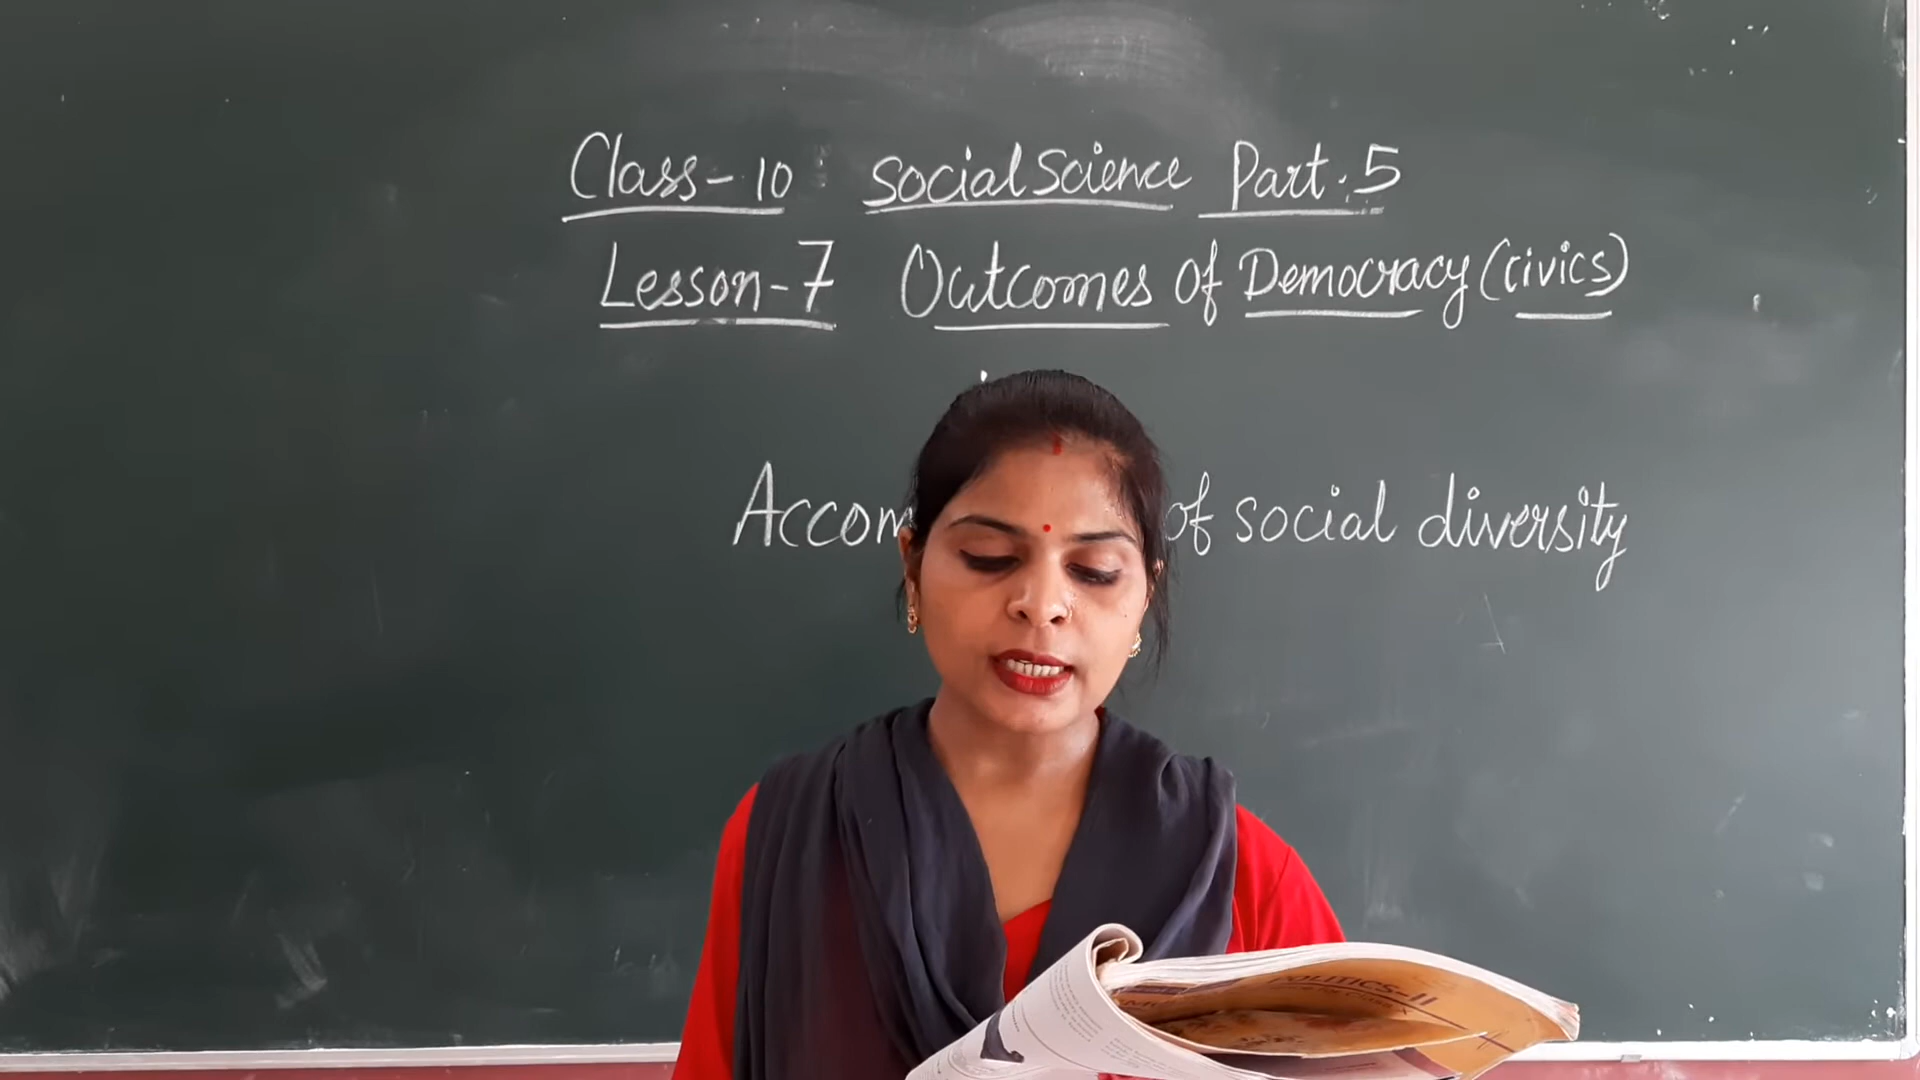 Class-10 : Social Science Part.5
Lesson-7 Outcomes of Democracy (civics)
of social diversity
POLITICS-II